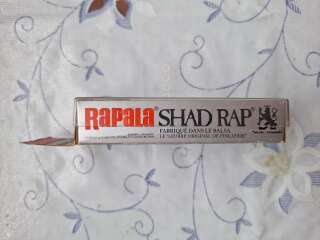 RAPALA® SHAD RAP®
FABRIQUÉ DANS LE BALSA
LE "LEURRE ORIGINAL DE FINLANDE"